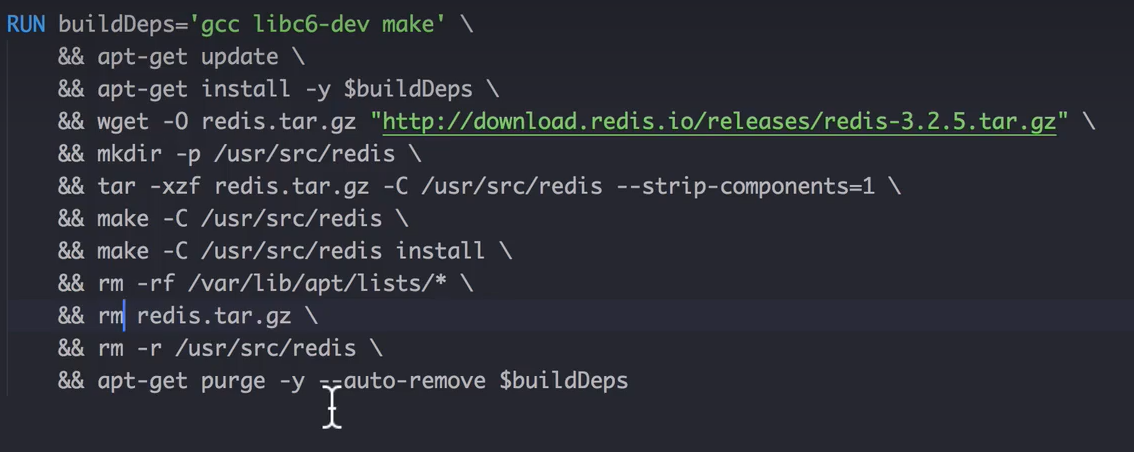 RUN buildDeps='gcc libc6-dev make' \
&& apt-get update \
&& apt-get install -y $buildDeps \
&& wget -O redis.tar.gz "http://download.redis.io/releases/redis-3.2.5.tar.gz" \
&& mkdir -p /usr/src/redis \
&& tar -xzf redis.tar.gz -C /usr/src/redis --strip-components=1 \
&& make -C /usr/src/redis \
&& make -C /usr/src/redis install \
&& rm -rf /var/lib/apt/lists/* \
&& rm redis.tar.gz \
&& rm -r /usr/src/redis \
&& apt-get purge -y --auto-remove $buildDeps